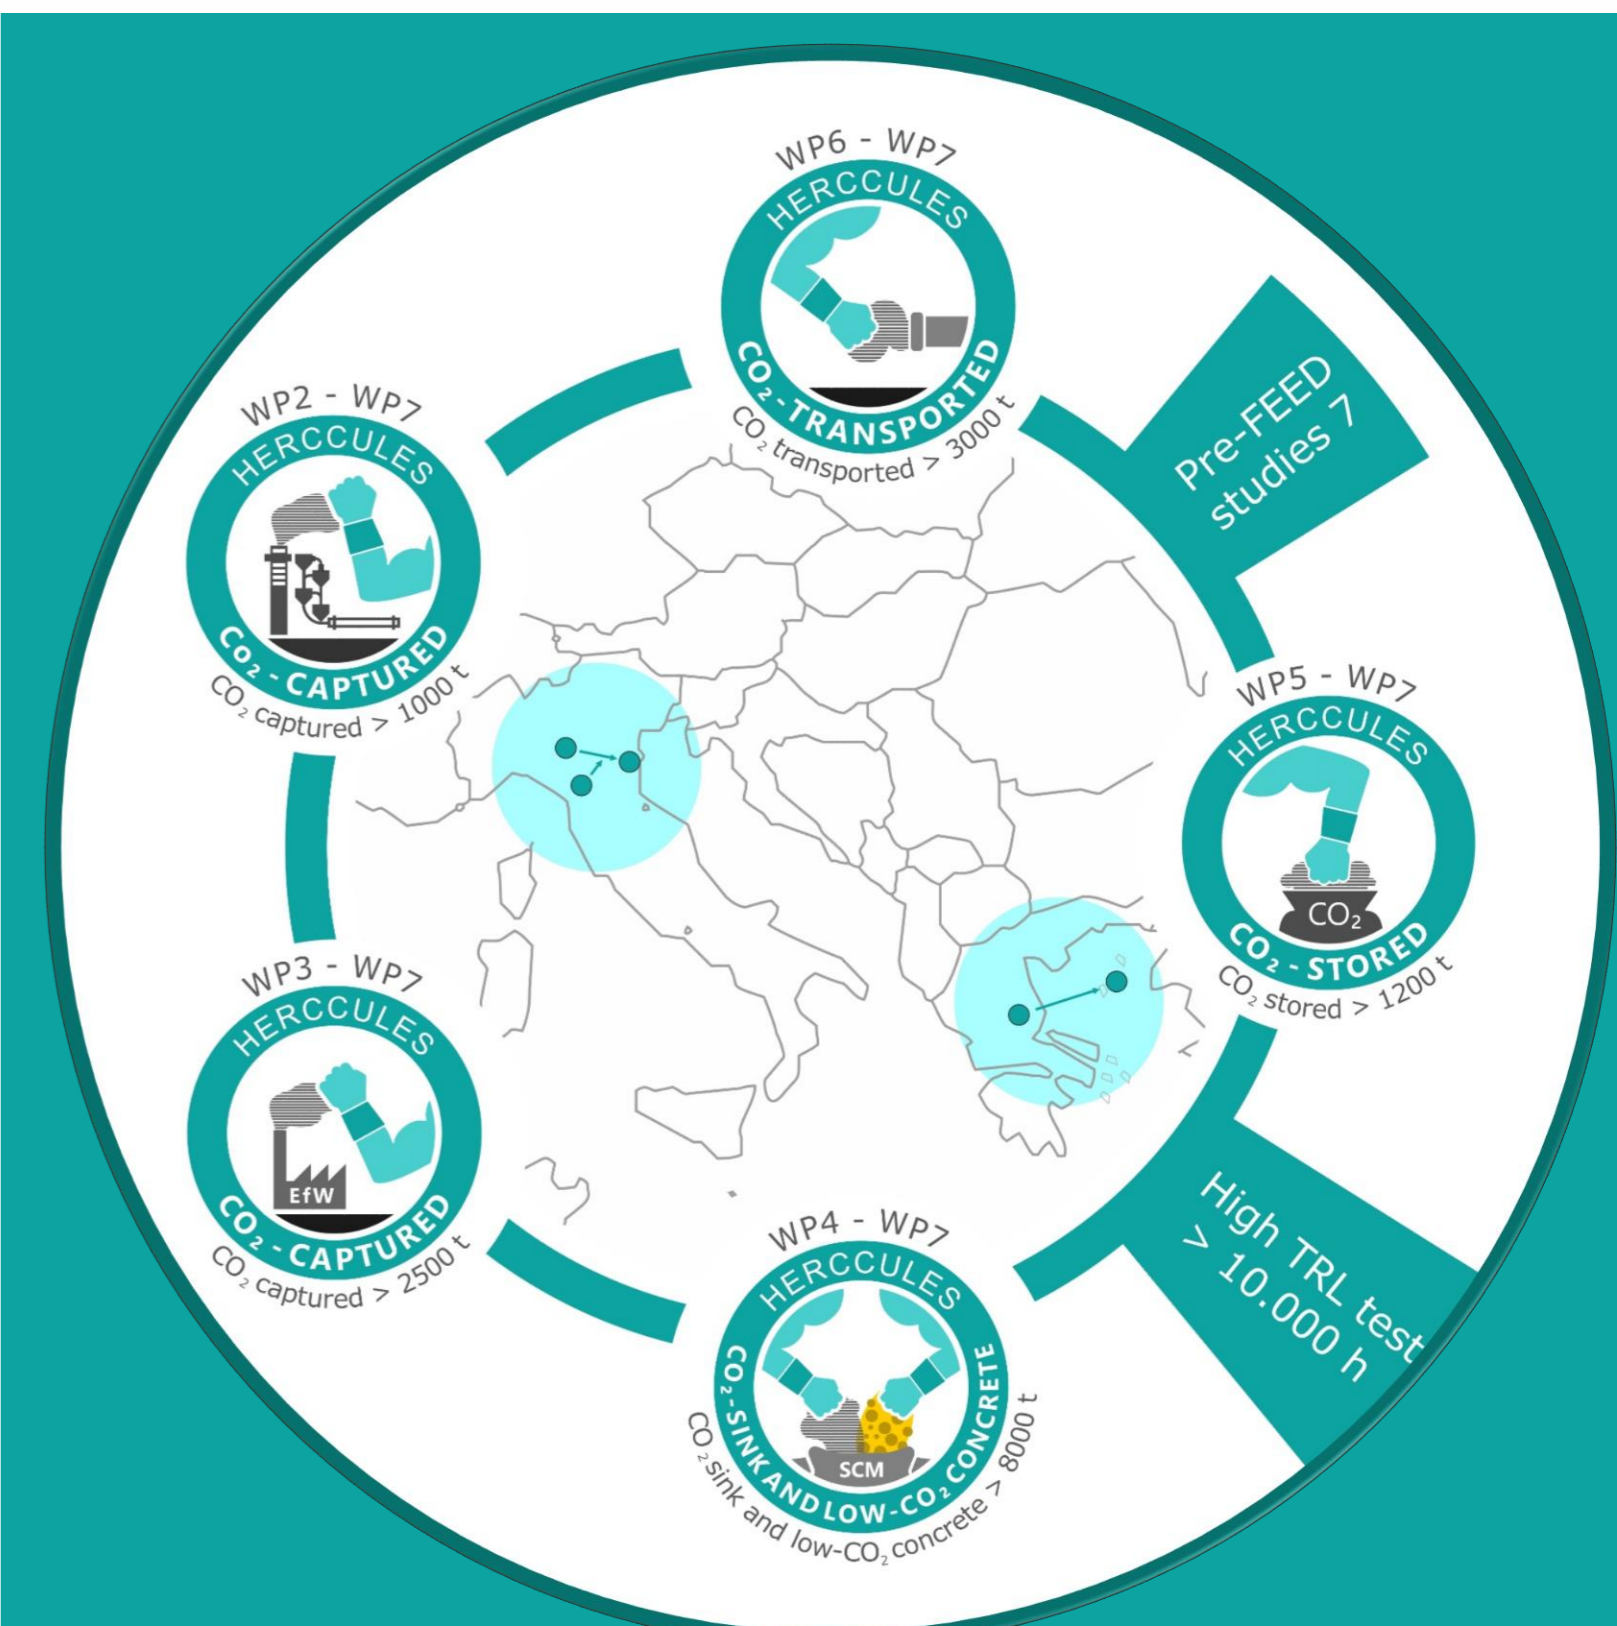 WP6 - WP7
HERCCULES
CO₂-TRANSPORTED
CO₂ transported > 3000 t
Pre-FEED
studies 7
WP2 - WP7
HERCCULES
CO₂-CAPTURED
CO₂ captured > 1000 t
WP5 - WP7
HERCCULES
CO₂
CO₂-STORED
CO₂ stored > 1200 t
WP3 - WP7
HERCCULES
EfW
CO₂-CAPTURED
CO₂ captured > 2500 t
High TRL test
> 10.000 h
WP4 - WP7
HERCCULES
SCM
CO₂-SINK AND LOW-CO₂ CONCRETE
CO₂ sink and low-CO₂ concrete > 8000 t